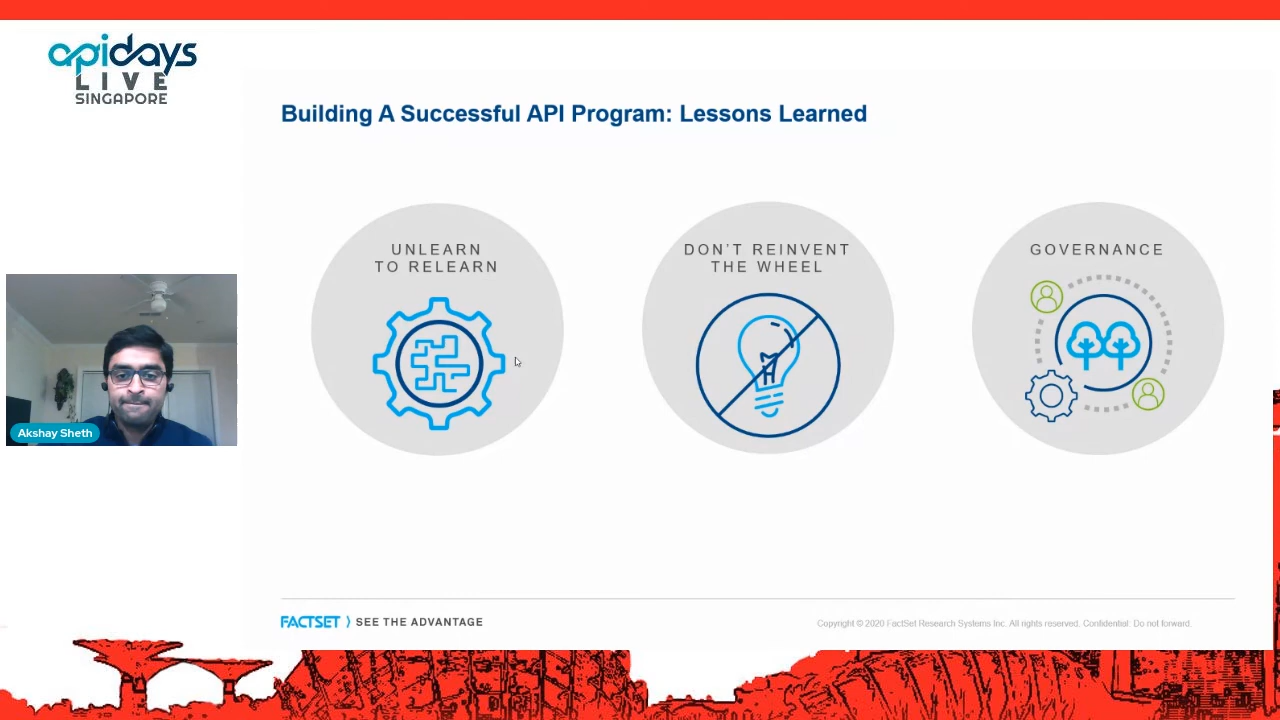 apidays
LIVE
SINGAPORE
Building A Successful API Program: Lessons Learned
UNLEARN
TO RELEARN
DON'T REINVENT
THE WHEEL
GOVERNANCE
Akshay Sheth
FACTSET ⟩ SEE THE ADVANTAGE
Copyright © 2020 FactSet Research Systems Inc. All rights reserved. Confidential: Do not forward.